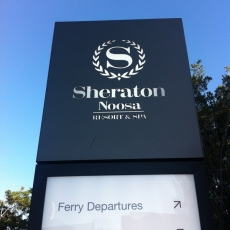 S
Sheraton
Noosa
RESORT & SPA
Ferry Departures